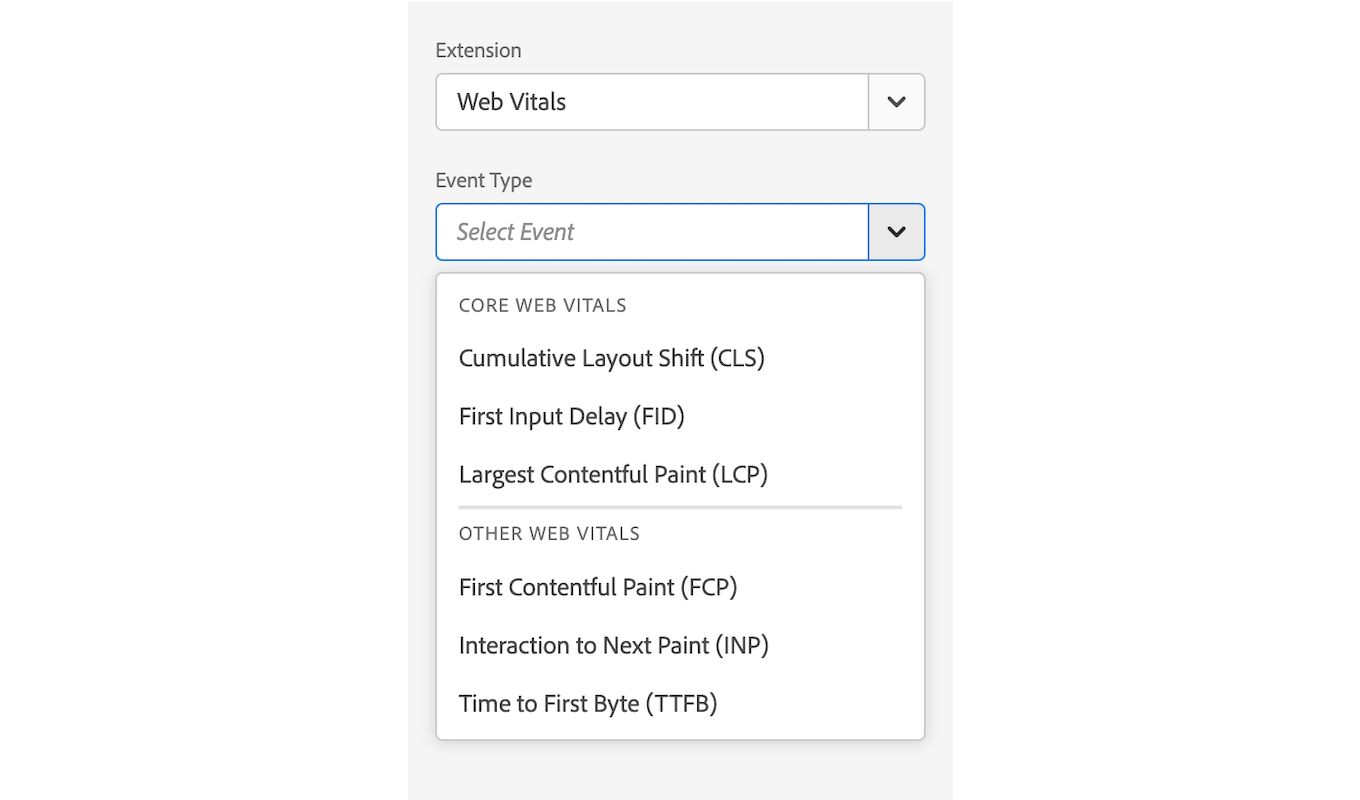 Extension
Web Vitals
Event Type
Select Event
CORE WEB VITALS
Cumulative Layout Shift (CLS)
First Input Delay (FID)
Largest Contentful Paint (LCP)
OTHER WEB VITALS
First Contentful Paint (FCP)
Interaction to Next Paint (INP)
Time to First Byte (TTFB)